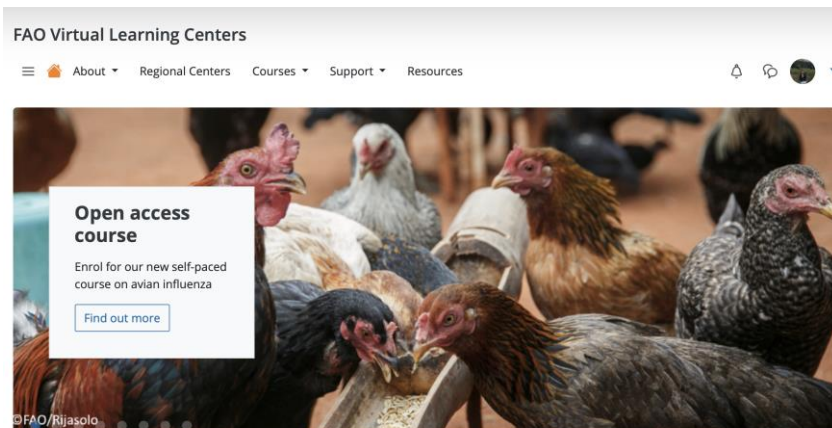 FAO Virtual Learning Centers
About
Regional Centers
Courses
Support
Resources
Open access
course
Enrol for our new self-paced
course on avian influenza
Find out more
©FAO/Rijasolo